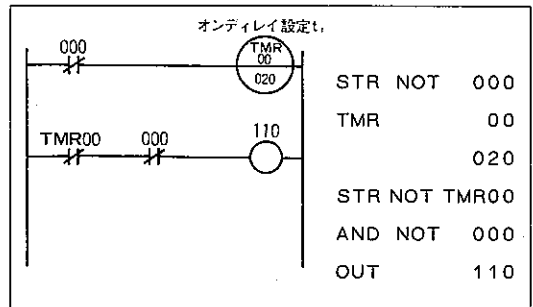 オンディレイ設定t₁
000
TMR
00
020
TMR00 000 110
STR NOT 000
TMR 00
020
STR NOT TMR00
AND NOT 000
OUT 110